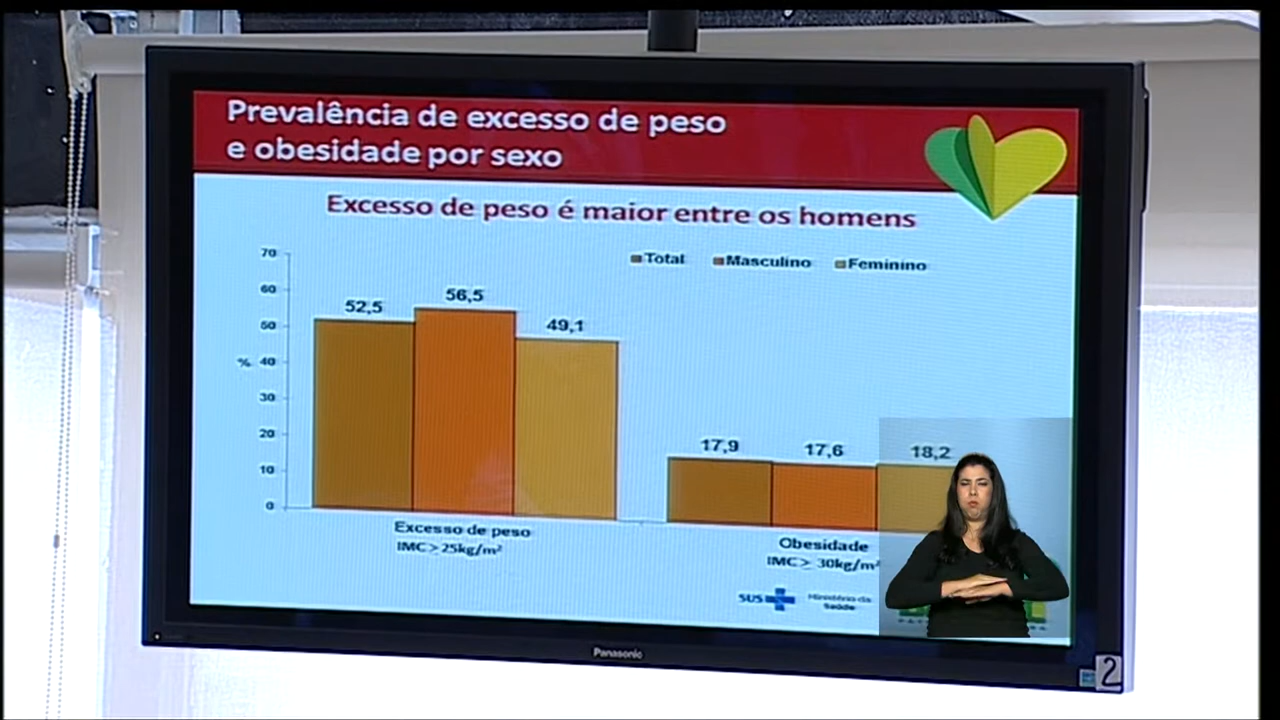 Prevalência de excesso de peso
e obesidade por sexo
Excesso de peso é maior entre os homens
Total Masculino Feminino
70
60
50
40
30
20
10
0
%
52,5
56,5
49,1
17,9
17,6
18,2
Excesso de peso
IMC ≥ 25kg/m²
Obesidade
IMC ≥ 30kg/m²
SUS
Ministério da
Saúde
Panasonic
2